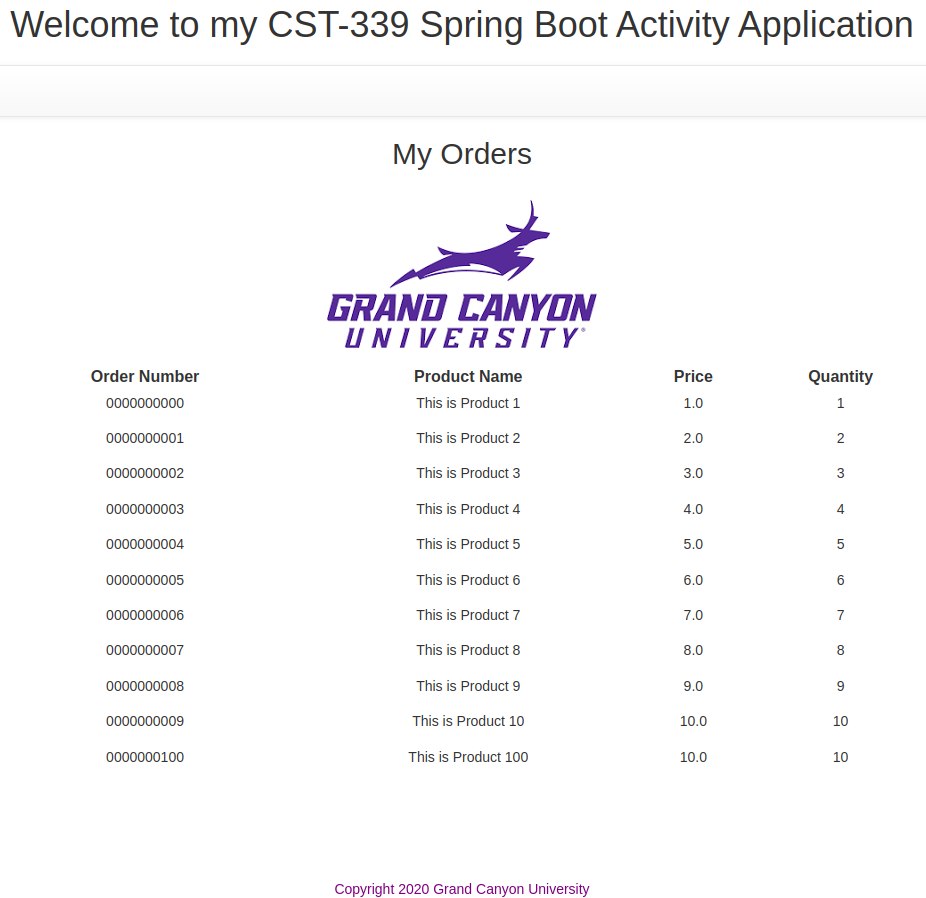 Welcome to my CST-339 Spring Boot Activity Application
My Orders
GRAND CANYON
UNIVERSITY®
Order Number Product Name Price Quantity
0000000000 This is Product 1 1.0 1
0000000001 This is Product 2 2.0 2
0000000002 This is Product 3 3.0 3
0000000003 This is Product 4 4.0 4
0000000004 This is Product 5 5.0 5
0000000005 This is Product 6 6.0 6
0000000006 This is Product 7 7.0 7
0000000007 This is Product 8 8.0 8
0000000008 This is Product 9 9.0 9
0000000009 This is Product 10 10.0 10
0000000100 This is Product 100 10.0 10
Copyright 2020 Grand Canyon University